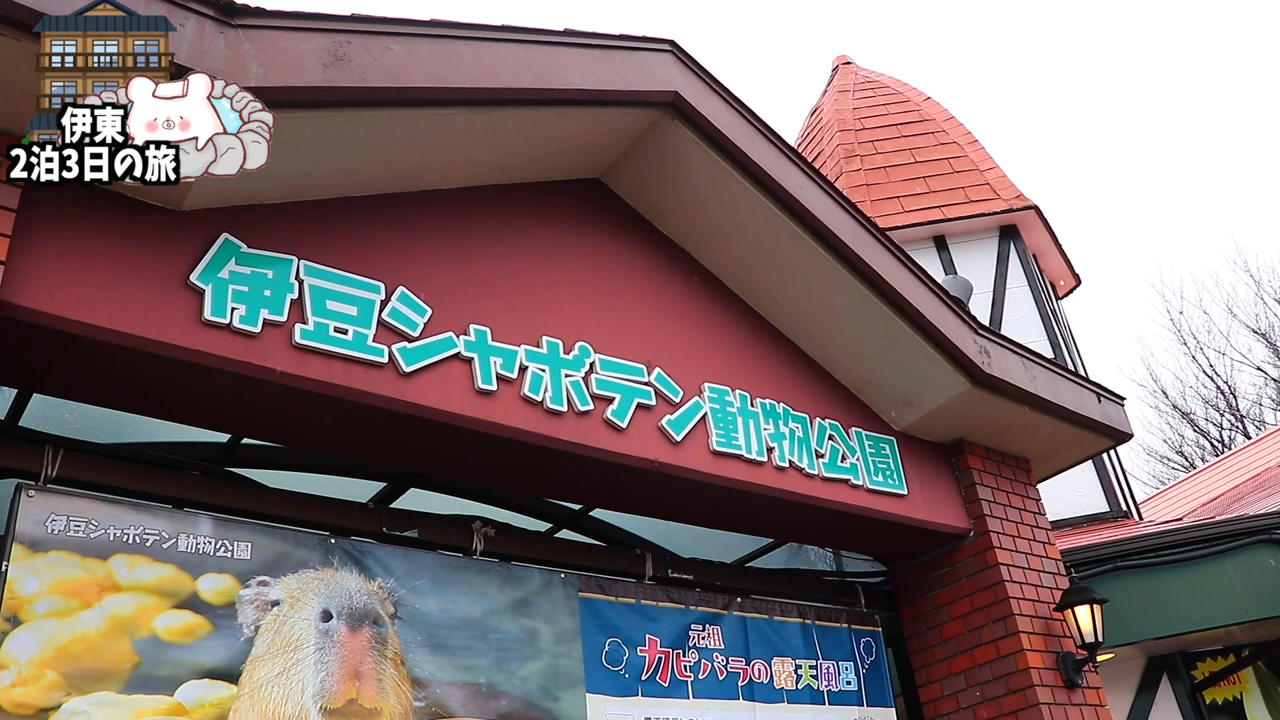 伊東
2泊3日の旅
伊豆シャボテン動物公園
伊豆シャボテン動物公園
元祖
カピバラの露天風呂